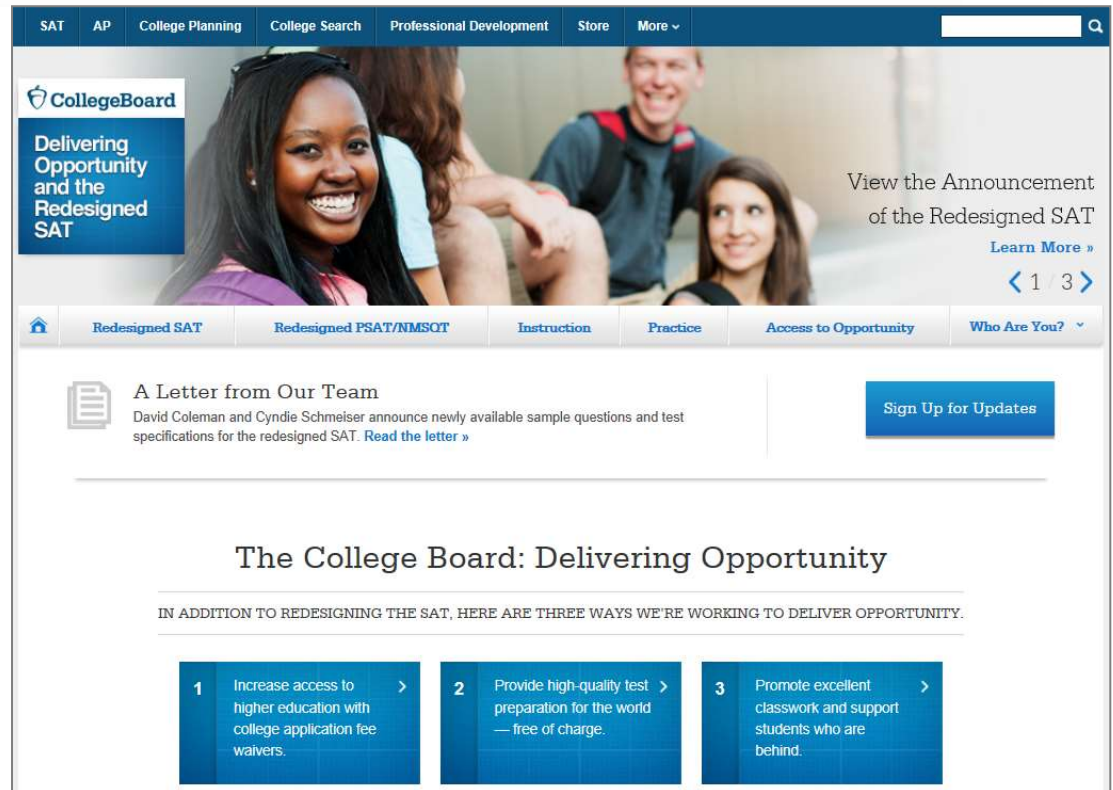 SAT AP College Planning College Search Professional Development Store More
CollegeBoard
Delivering
Opportunity
and the
Redesigned
SAT
View the Announcement
of the Redesigned SAT
Learn More »
1 / 3
Redesigned SAT Redesigned PSAT/NMSQT Instruction Practice Access to Opportunity Who Are You?
A Letter from Our Team
David Coleman and Cyndie Schmeiser announce newly available sample questions and test
specifications for the redesigned SAT. Read the letter »
Sign Up for Updates
The College Board: Delivering Opportunity
IN ADDITION TO REDESIGNING THE SAT, HERE ARE THREE WAYS WE'RE WORKING TO DELIVER OPPORTUNITY.
1 Increase access to
higher education with
college application fee
waivers.
2 Provide high-quality test
preparation for the world
— free of charge.
3 Promote excellent
classwork and support
students who are
behind.